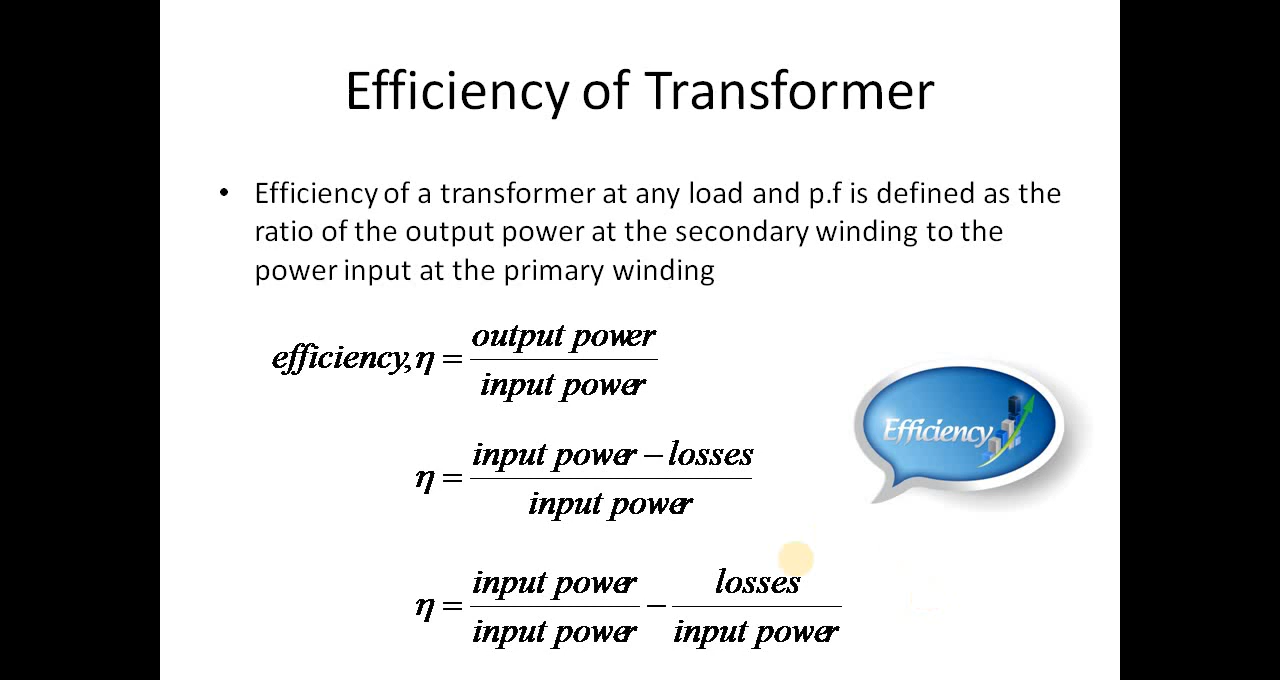 Efficiency of Transformer
• Efficiency of a transformer at any load and p.f is defined as the
ratio of the output power at the secondary winding to the
power input at the primary winding
efficiency, η = output power / input power
Efficiency
η = input power − losses / input power
η = input power / input power − losses / input power